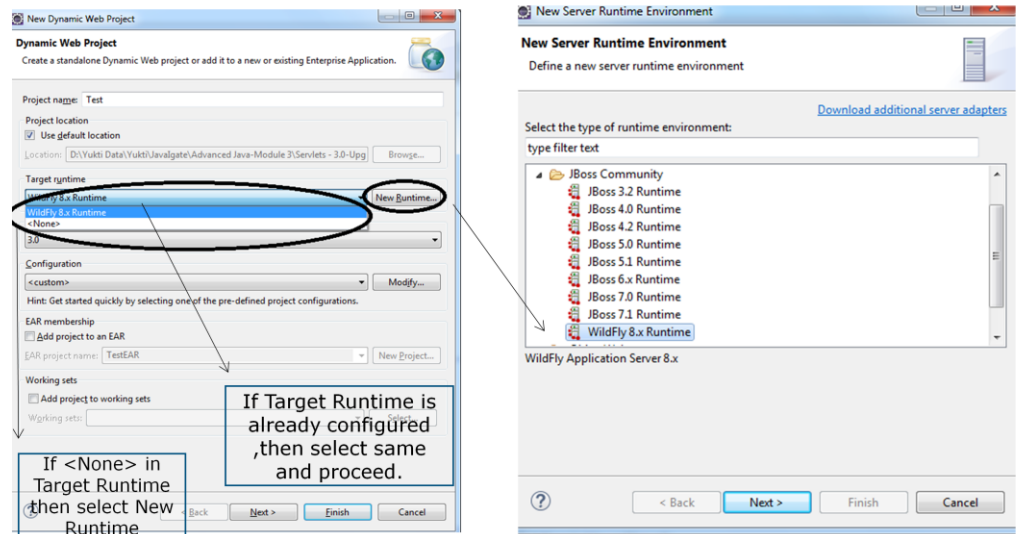 New Dynamic Web Project
Dynamic Web Project
Create a standalone Dynamic Web project or add it to a new or existing Enterprise Application.
Project name: Test
Project location
Use default location
Location: D:\Yukti Data\Yukti\Javalgate\Advanced Java-Module 3\Servlets - 3.0-Upg Browse...
Target runtime
WildFly 8.x Runtime New Runtime...
WildFly 8.x Runtime
<None>
3.0
Configuration
<custom> Modify...
Hint: Get started quickly by selecting one of the pre-defined project configurations.
EAR membership
Add project to an EAR
EAR project name: TestEAR New Project...
Working sets
Add project to working sets
Working sets: Select...
If Target Runtime is
already configured
,then select same
and proceed.
If <None> in
Target Runtime
then select New
Runtime
< Back Next > Finish Cancel
New Server Runtime Environment
New Server Runtime Environment
Define a new server runtime environment
Download additional server adapters
Select the type of runtime environment:
type filter text
JBoss Community
JBoss 3.2 Runtime
JBoss 4.0 Runtime
JBoss 4.2 Runtime
JBoss 5.0 Runtime
JBoss 5.1 Runtime
JBoss 6.x Runtime
JBoss 7.0 Runtime
JBoss 7.1 Runtime
WildFly 8.x Runtime
WildFly Application Server 8.x
? < Back Next > Finish Cancel